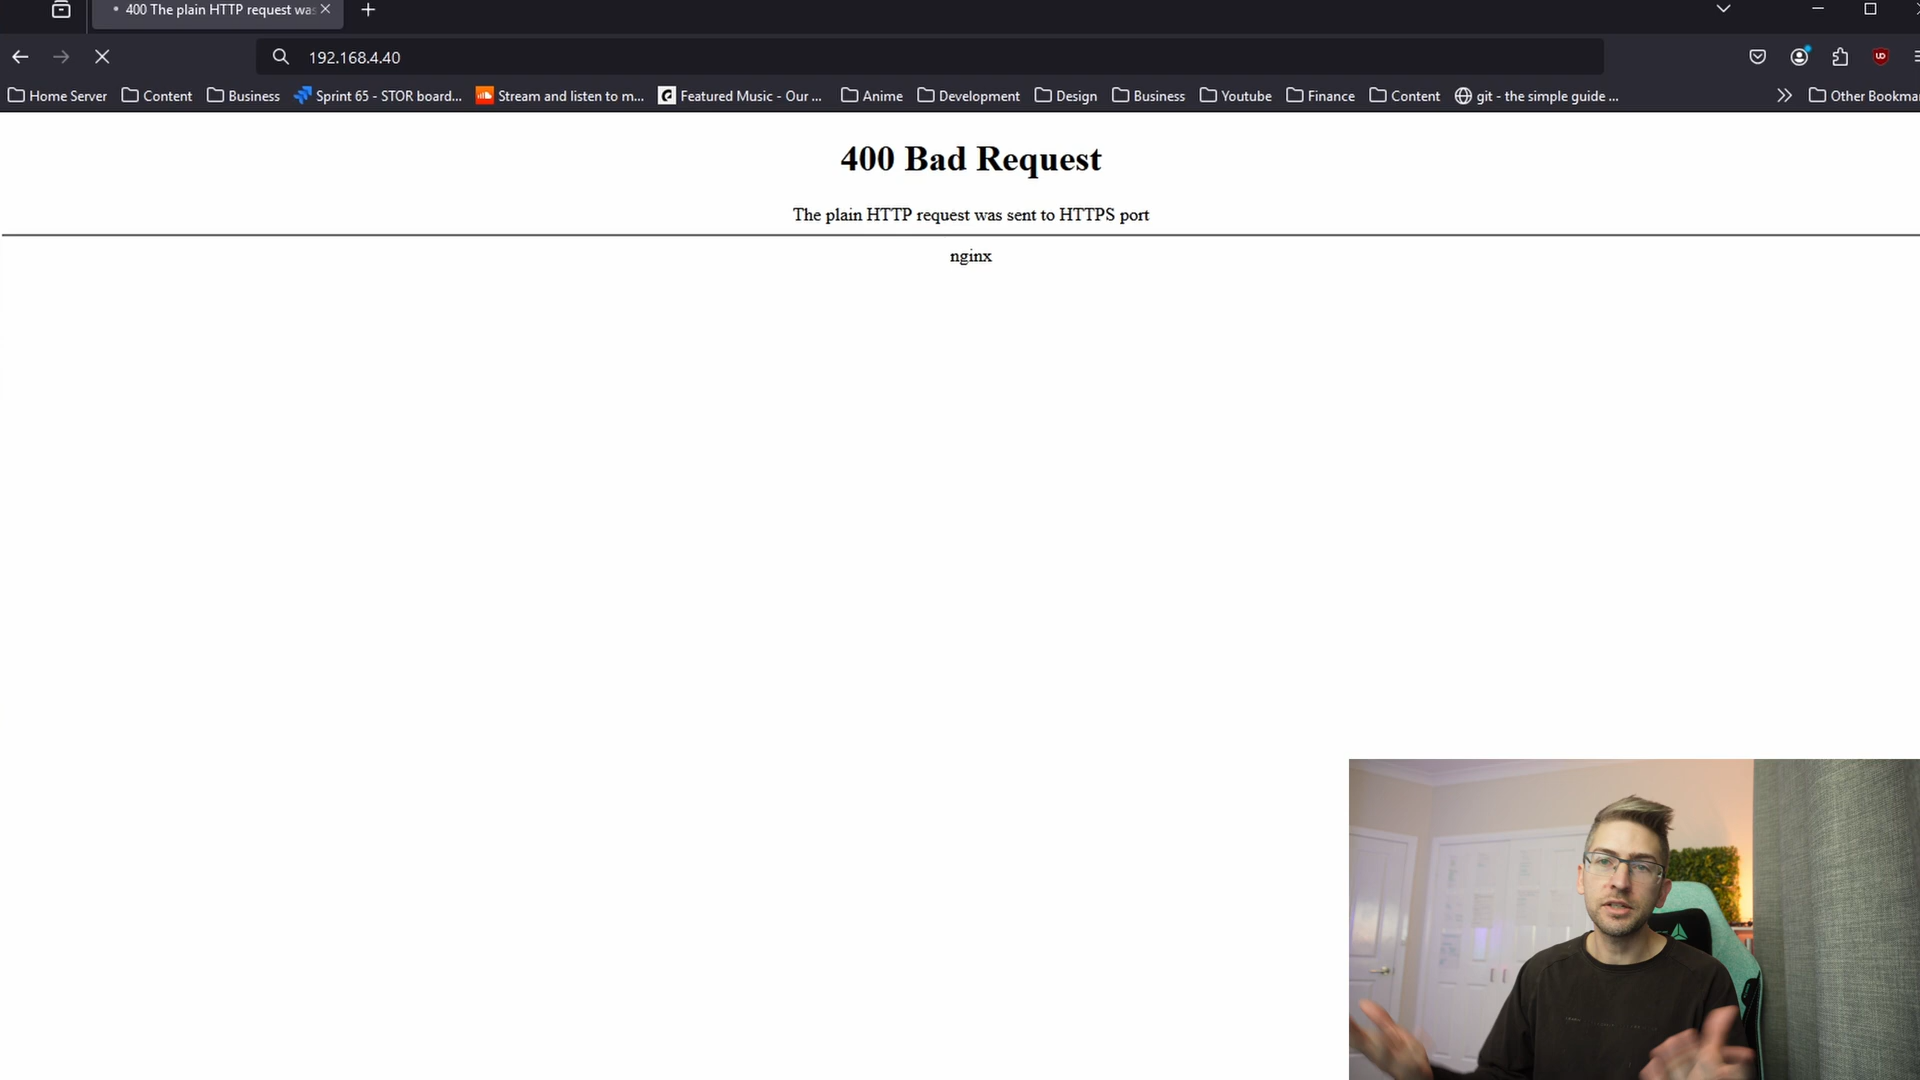 400 The plain HTTP request was
192.168.4.40
Home Server Content Business Sprint 65 - STOR board... Stream and listen to m... Featured Music - Our ... Anime Development Design Business Youtube Finance Content git - the simple guide ... Other Bookma
400 Bad Request
The plain HTTP request was sent to HTTPS port
nginx